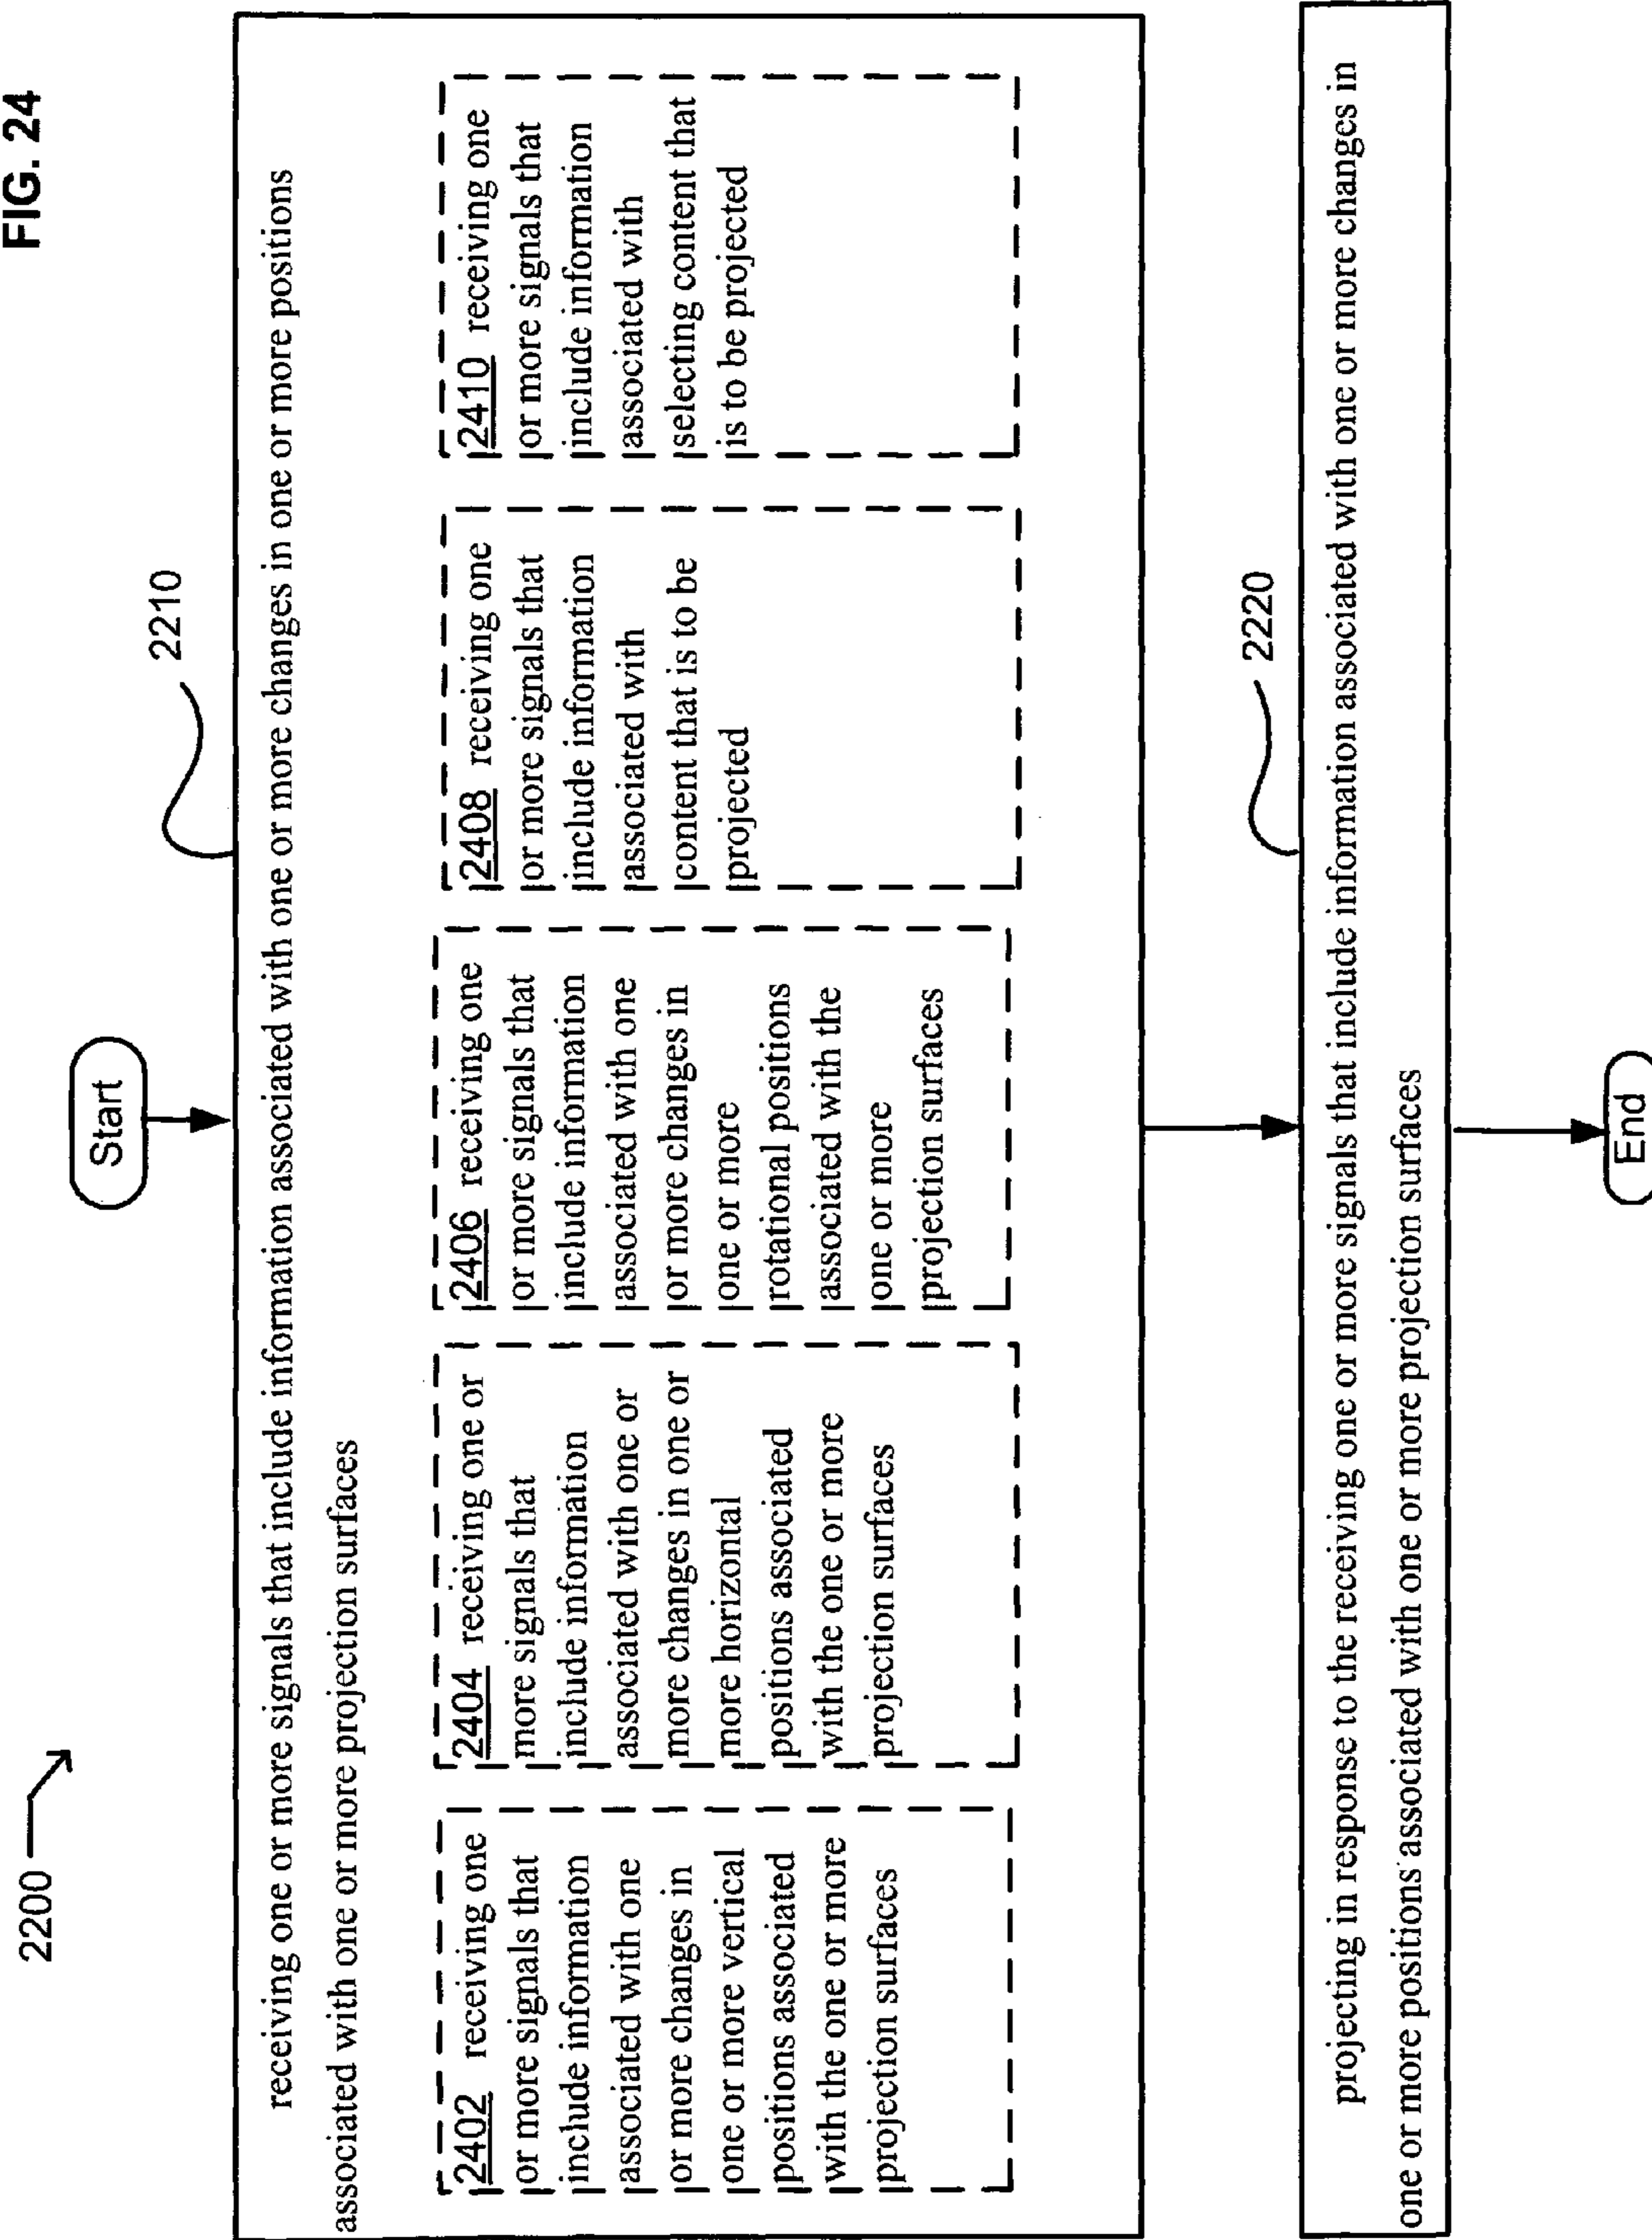 FIG. 24
2200
Start
2210
receiving one or more signals that include information associated with one or more changes in one or more positions
associated with one or more projection surfaces
2402 receiving one
or more signals that
include information
associated with one
or more changes in
one or more vertical
positions associated
with the one or more
projection surfaces
2404 receiving one or
more signals that
include information
associated with one or
more changes in one or
more horizontal
positions associated
with the one or more
projection surfaces
2406 receiving one
or more signals that
include information
associated with one
or more changes in
one or more
rotational positions
associated with the
one or more
projection surfaces
2408 receiving one
or more signals that
include information
associated with
content that is to be
projected
2410 receiving one
or more signals that
include information
associated with
selecting content that
is to be projected
2220
projecting in response to the receiving one or more signals that include information associated with one or more changes in
one or more positions associated with one or more projection surfaces
End